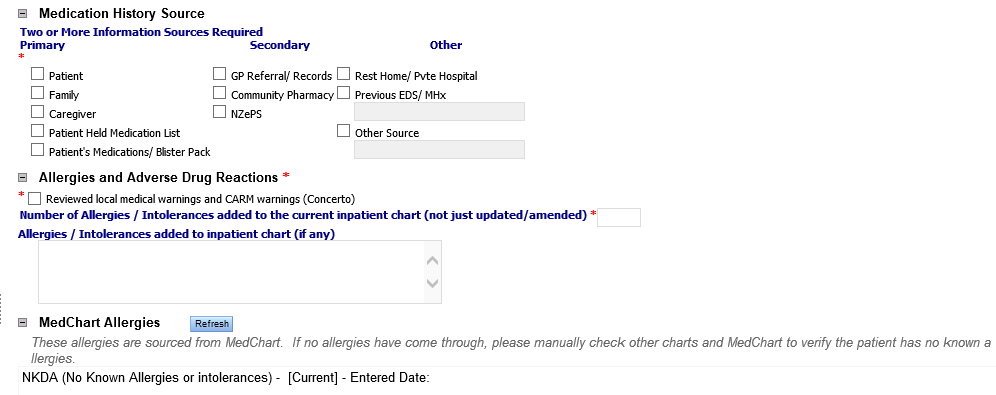 Medication History Source
Two or More Information Sources Required
Primary Secondary Other
*
Patient GP Referral/ Records Rest Home/ Pvte Hospital
Family Community Pharmacy Previous EDS/ MHx
Caregiver NZePS
Patient Held Medication List Other Source
Patient's Medications/ Blister Pack
Allergies and Adverse Drug Reactions *
* Reviewed local medical warnings and CARM warnings (Concerto)
Number of Allergies / Intolerances added to the current inpatient chart (not just updated/amended) *
Allergies / Intolerances added to inpatient chart (if any)
MedChart Allergies Refresh
These allergies are sourced from MedChart. If no allergies have come through, please manually check other charts and MedChart to verify the patient has no known a
llergies.
NKDA (No Known Allergies or intolerances) - [Current] - Entered Date: